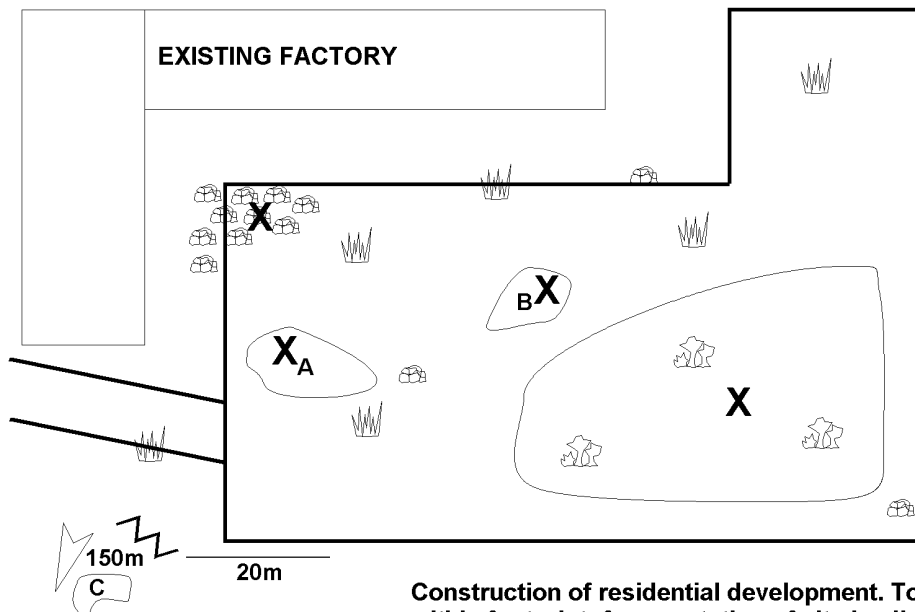 EXISTING FACTORY
X
B X
X A
X
150m
C
20m
Construction of residential development. To